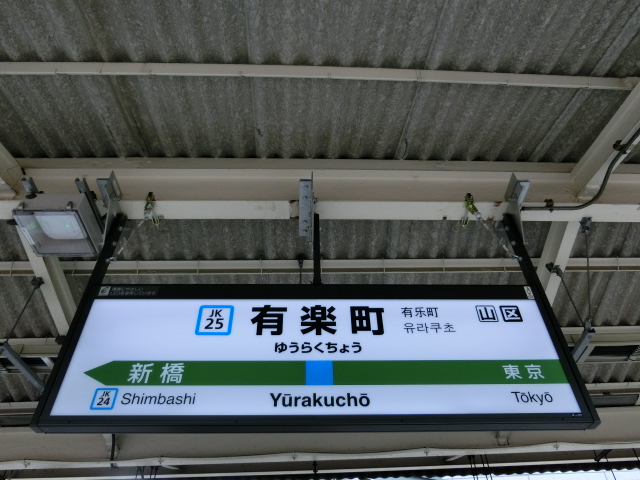 JK
25
有楽町
有乐町
유라쿠초
山 区
ゆうらくちょう
新橋
東京
JK
24
Shimbashi
Yūrakuchō
Tōkyō